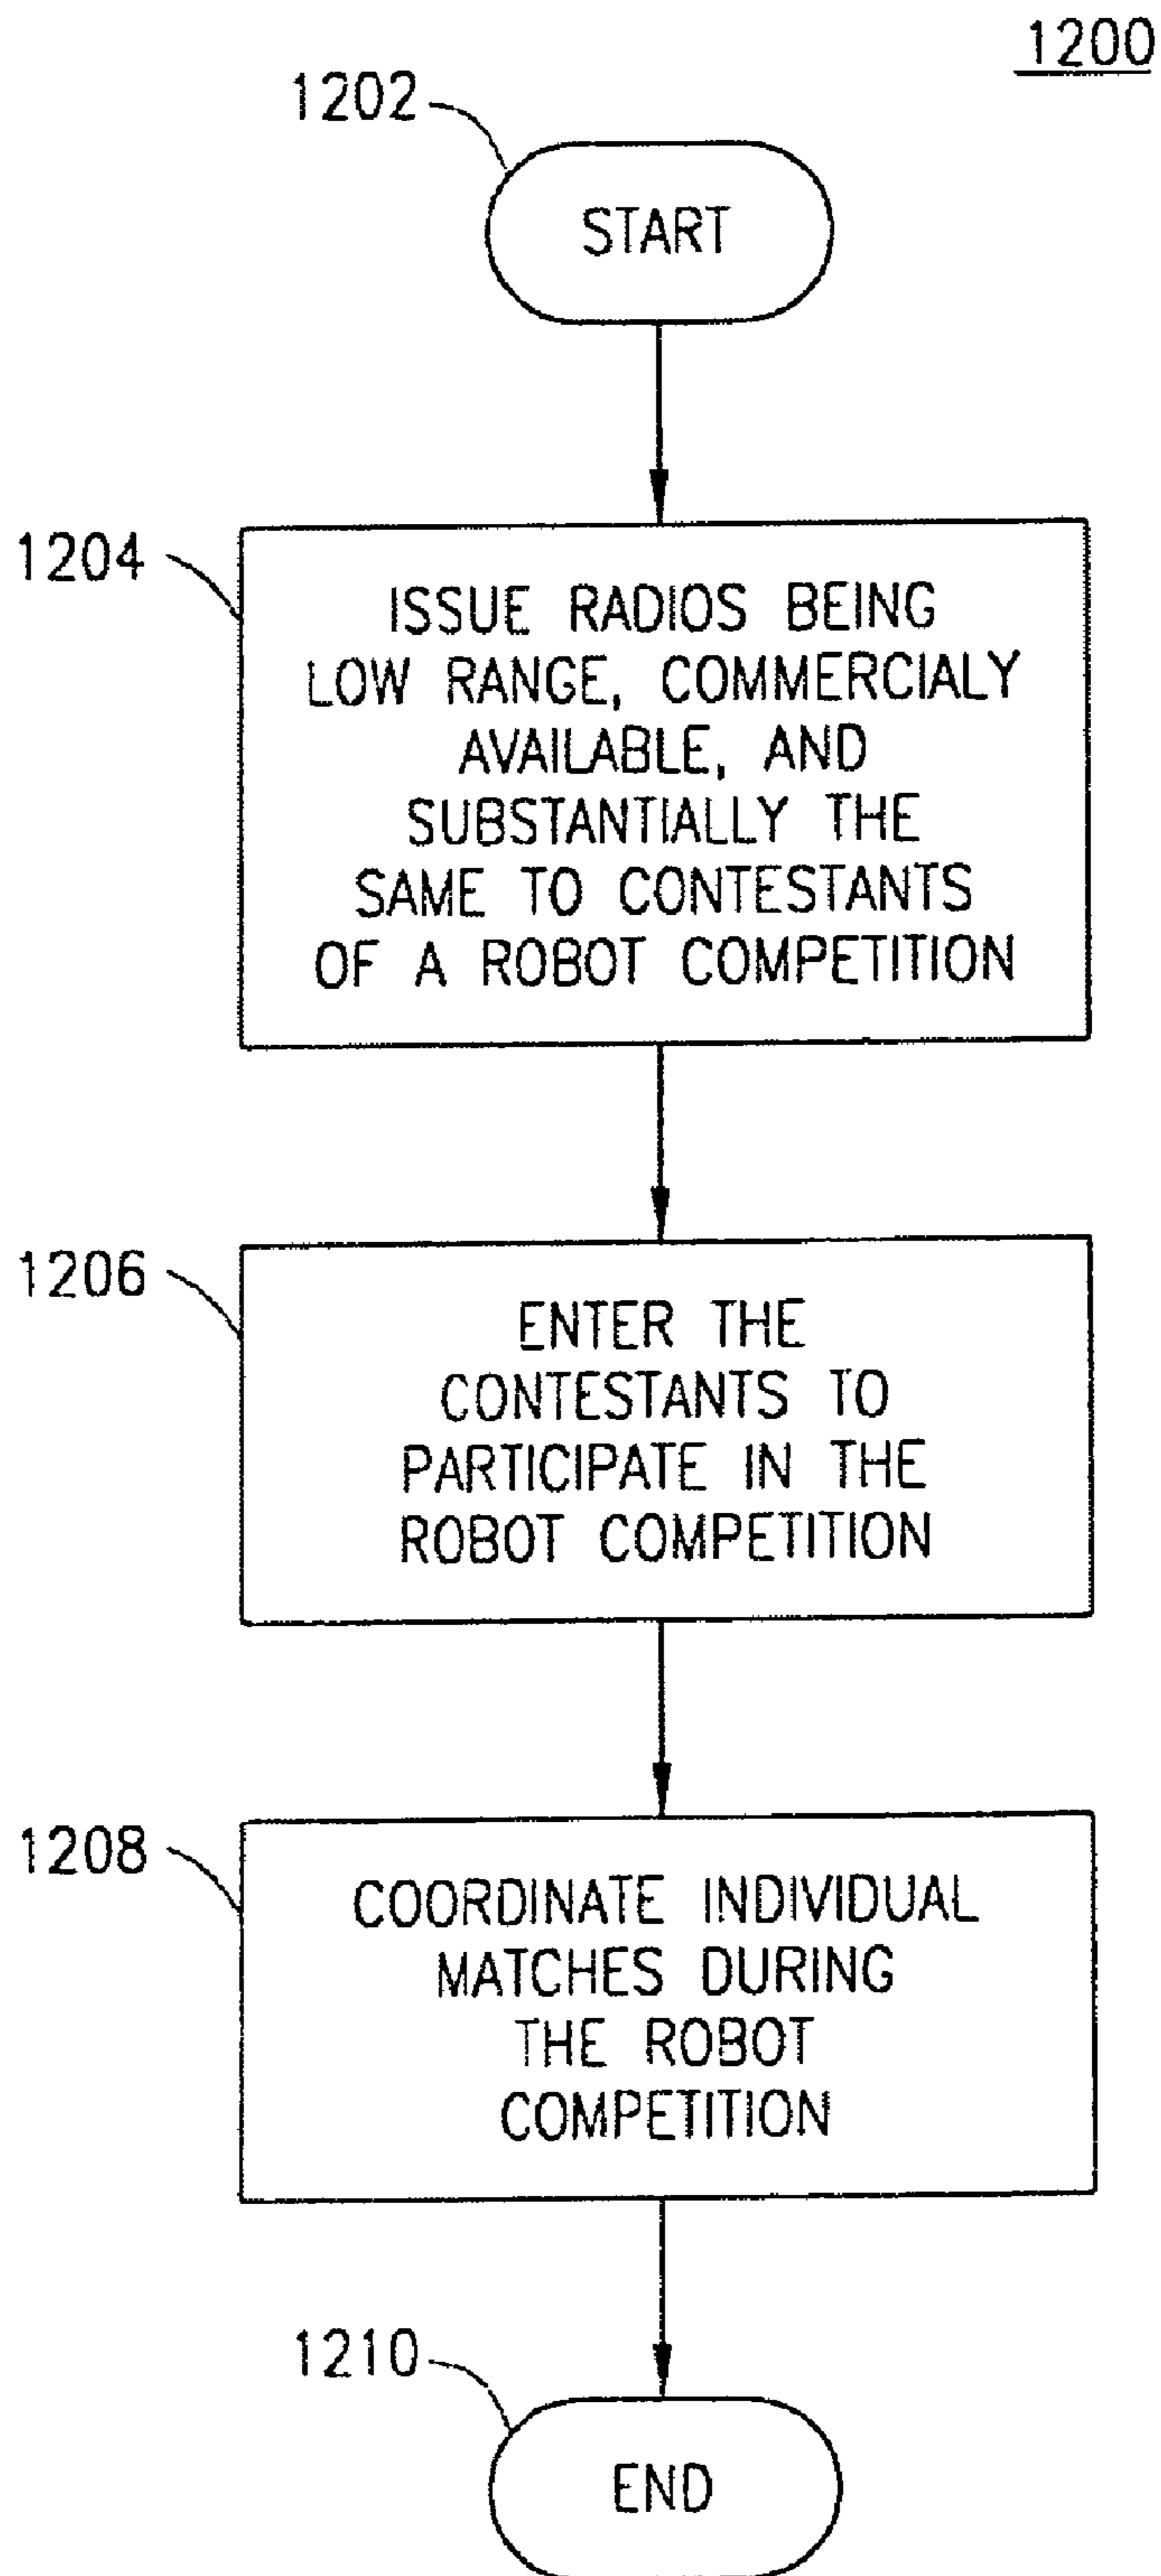 1200
1202
START
1204
ISSUE RADIOS BEING
LOW RANGE, COMMERCIALY
AVAILABLE, AND
SUBSTANTIALLY THE
SAME TO CONTESTANTS
OF A ROBOT COMPETITION
1206
ENTER THE
CONTESTANTS TO
PARTICIPATE IN THE
ROBOT COMPETITION
1208
COORDINATE INDIVIDUAL
MATCHES DURING
THE ROBOT
COMPETITION
1210
END